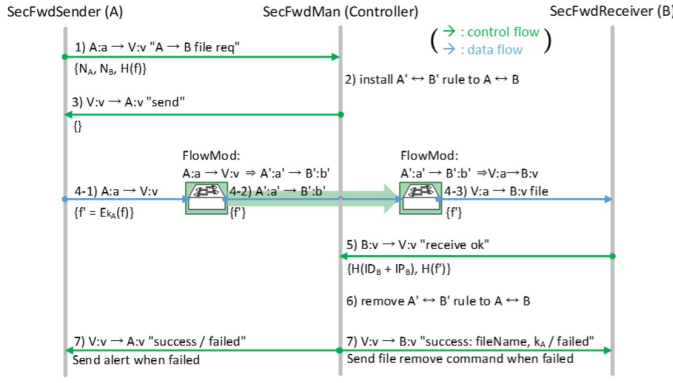 SecFwdSender (A)
SecFwdMan (Controller)
SecFwdReceiver (B)
→ : control flow
→ : data flow
1) A:a → V:v "A → B file req"
{NA, NB, H(f)}
2) install A' ↔ B' rule to A ↔ B
3) V:v → A:v "send"
{}
FlowMod:
A:a → V:v ⇒ A':a' → B':b'
FlowMod:
A':a' → B':b' ⇒V:a→B:v
4-1) A:a → V:v
4-2) A':a' → B':b'
4-3) V:a → B:v file
{f' = EkA(f)}
{f'}
{f'}
5) B:v → V:v "receive ok"
{H(IDB + IPB), H(f')}
6) remove A' ↔ B' rule to A ↔ B
7) V:v → A:v "success / failed"
Send alert when failed
7) V:v → B:v "success: fileName, kA / failed"
Send file remove command when failed